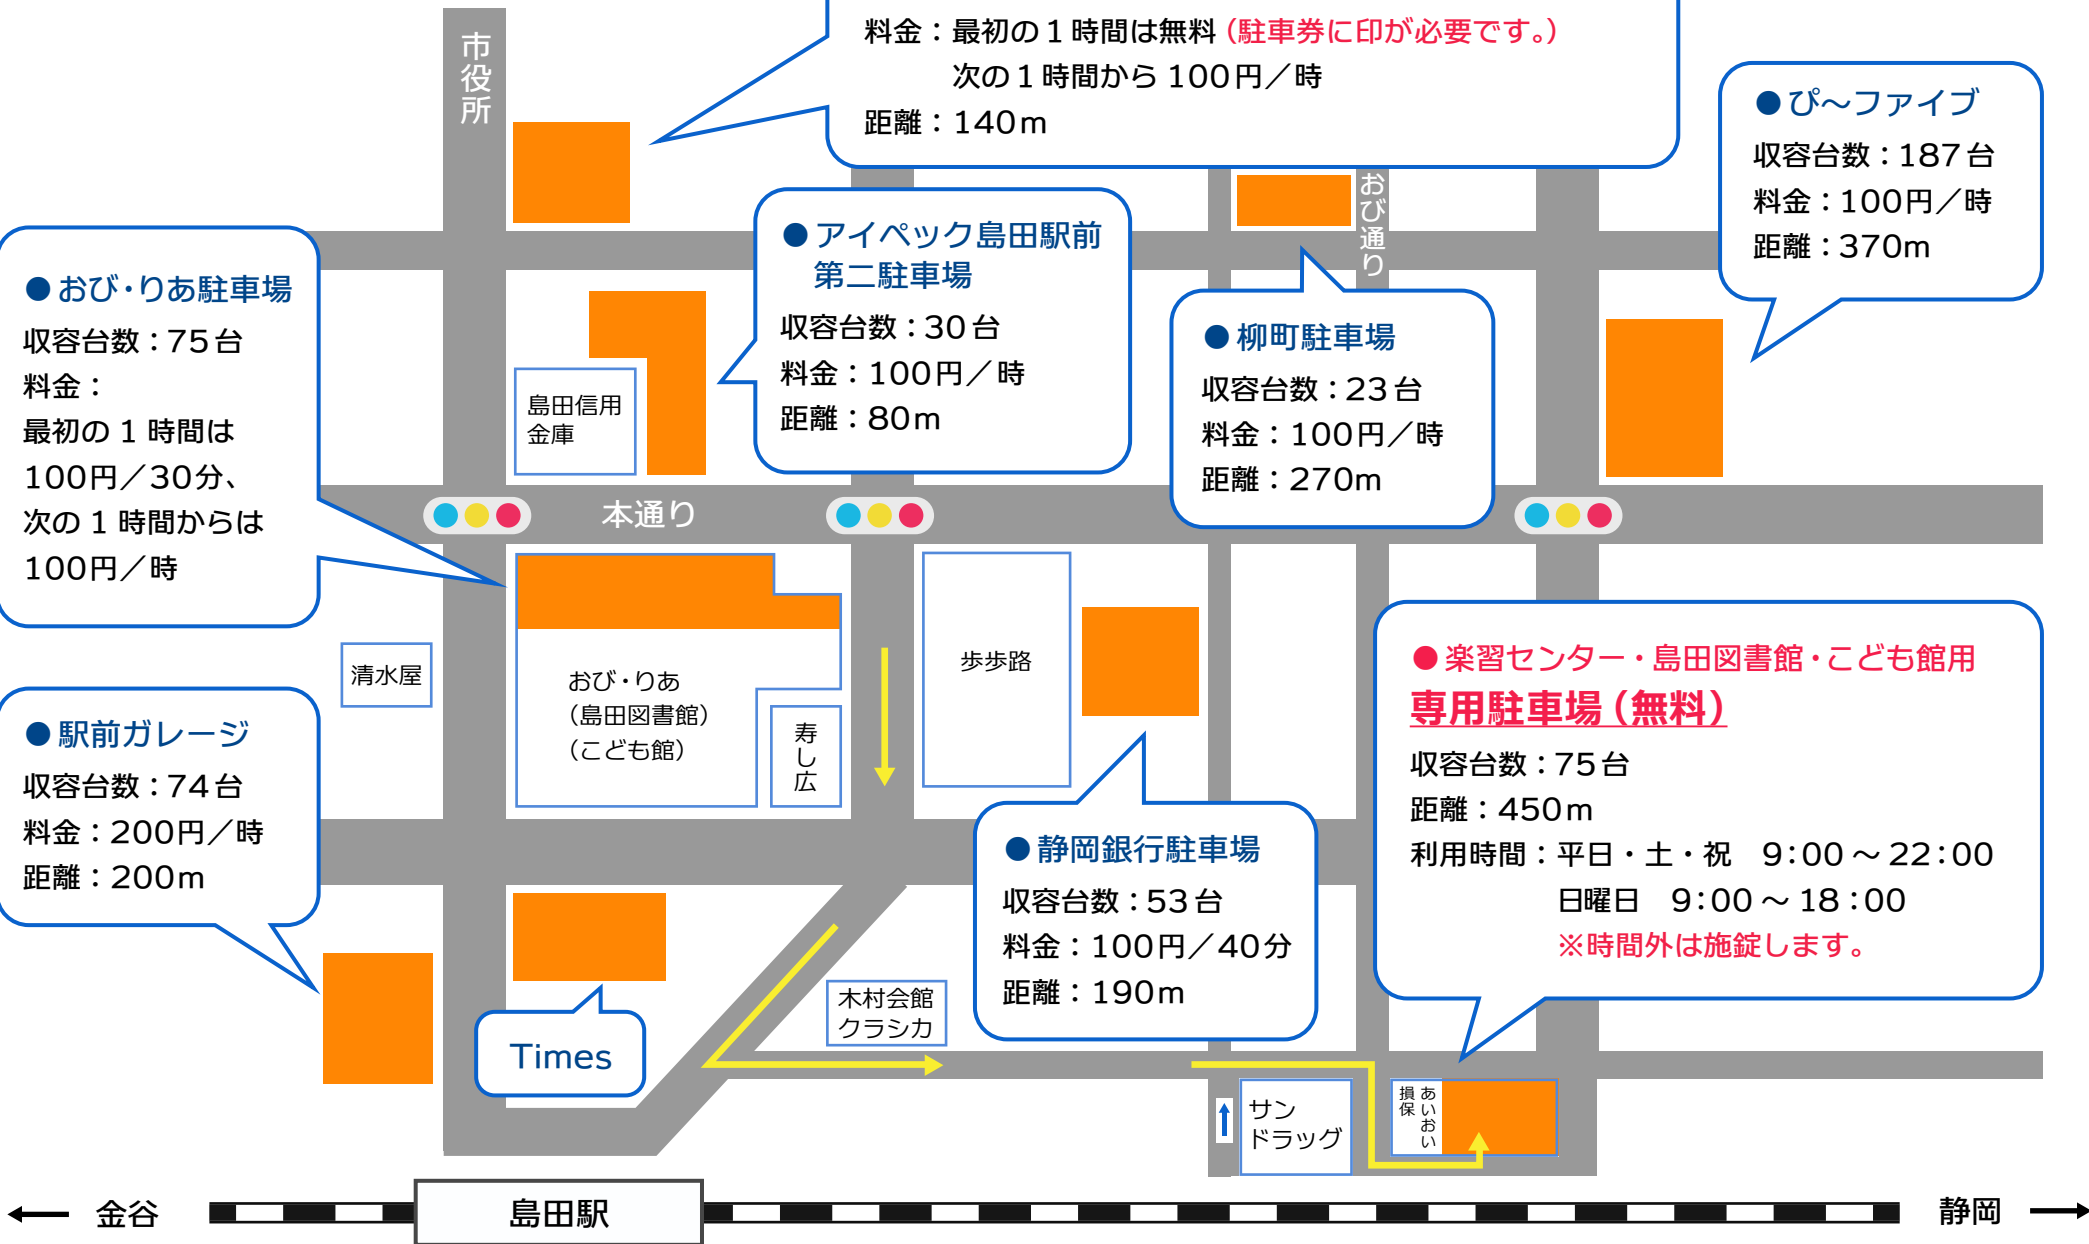 料金：最初の１時間は無料（駐車券に印が必要です。）
次の１時間から 100円／時
距離：140m
市役所
●ぴ～ファイブ
収容台数：187台
料金：100円／時
距離：370m
おび通り
●アイペック島田駅前
第二駐車場
収容台数：30台
料金：100円／時
距離：80m
●おび・りあ駐車場
収容台数：75台
料金：
最初の１時間は
100円／30分、
次の１時間からは
100円／時
●柳町駐車場
収容台数：23台
料金：100円／時
距離：270m
島田信用
金庫
本通り
清水屋
おび・りあ
（島田図書館）
（こども館）
寿し広
歩歩路
●楽習センター・島田図書館・こども館用
専用駐車場（無料）
収容台数：75台
距離：450m
利用時間：平日・土・祝　9：00～22：00
日曜日　9：00～18：00
※時間外は施錠します。
●駅前ガレージ
収容台数：74台
料金：200円／時
距離：200m
●静岡銀行駐車場
収容台数：53台
料金：100円／40分
距離：190m
木村会館
クラシカ
Times
サン
ドラッグ
あいおい
損保
金谷
島田駅
静岡